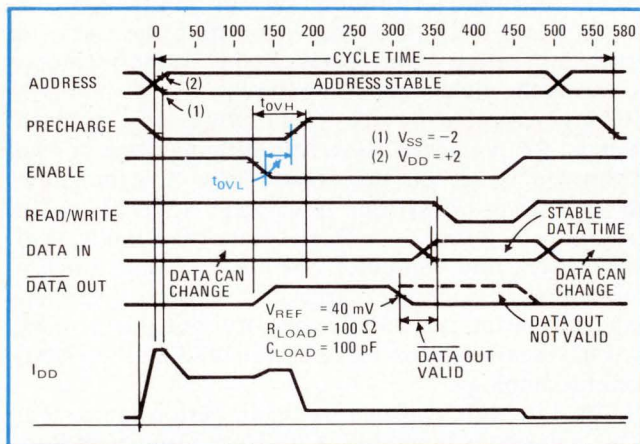 0 50 100 150 200 250 300 350 400 450 500 580
CYCLE TIME
ADDRESS
(2)
ADDRESS STABLE
(1)
tOVH
PRECHARGE
(1) VSS = −2
(2) VDD = +2
ENABLE
tOVL
READ/WRITE
STABLE
DATA TIME
DATA IN
DATA CAN
CHANGE
DATA CAN
CHANGE
DATA OUT
VREF = 40 mV
RLOAD = 100 Ω
CLOAD = 100 pF
DATA OUT
NOT VALID
DATA OUT
VALID
IDD